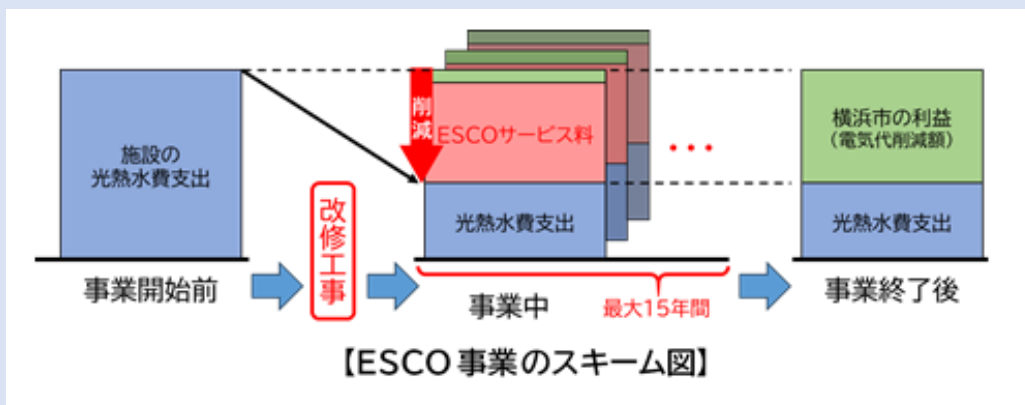 施設の
光熱水費支出
事業開始前
改修工事
削減
ESCOサービス料
光熱水費支出
事業中
最大15年間
・・・
横浜市の利益
(電気代削減額)
光熱水費支出
事業終了後
【ESCO事業のスキーム図】